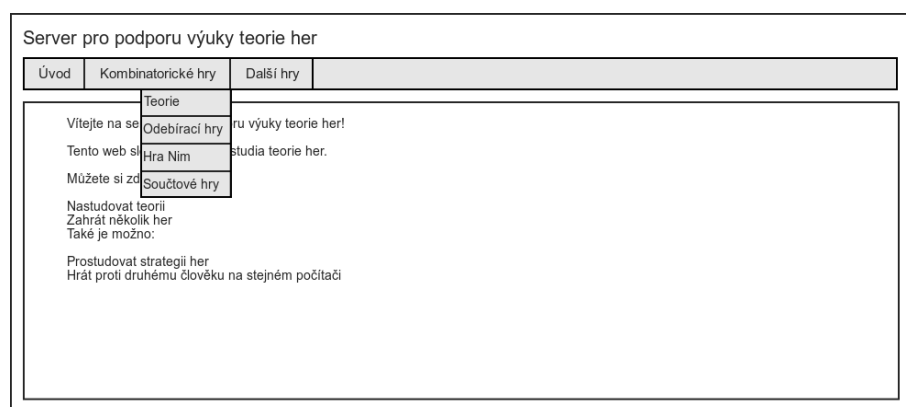 Server pro podporu výuky teorie her
Úvod Kombinatorické hry Další hry
Teorie
Odebírací hry
Hra Nim
Součtové hry
Vítejte na se ru výuky teorie her!
Tento web sl studia teorie her.
Můžete si zd
Nastudovat teorii
Zahrát několik her
Také je možno:
Prostudovat strategii her
Hrát proti druhému člověku na stejném počítači